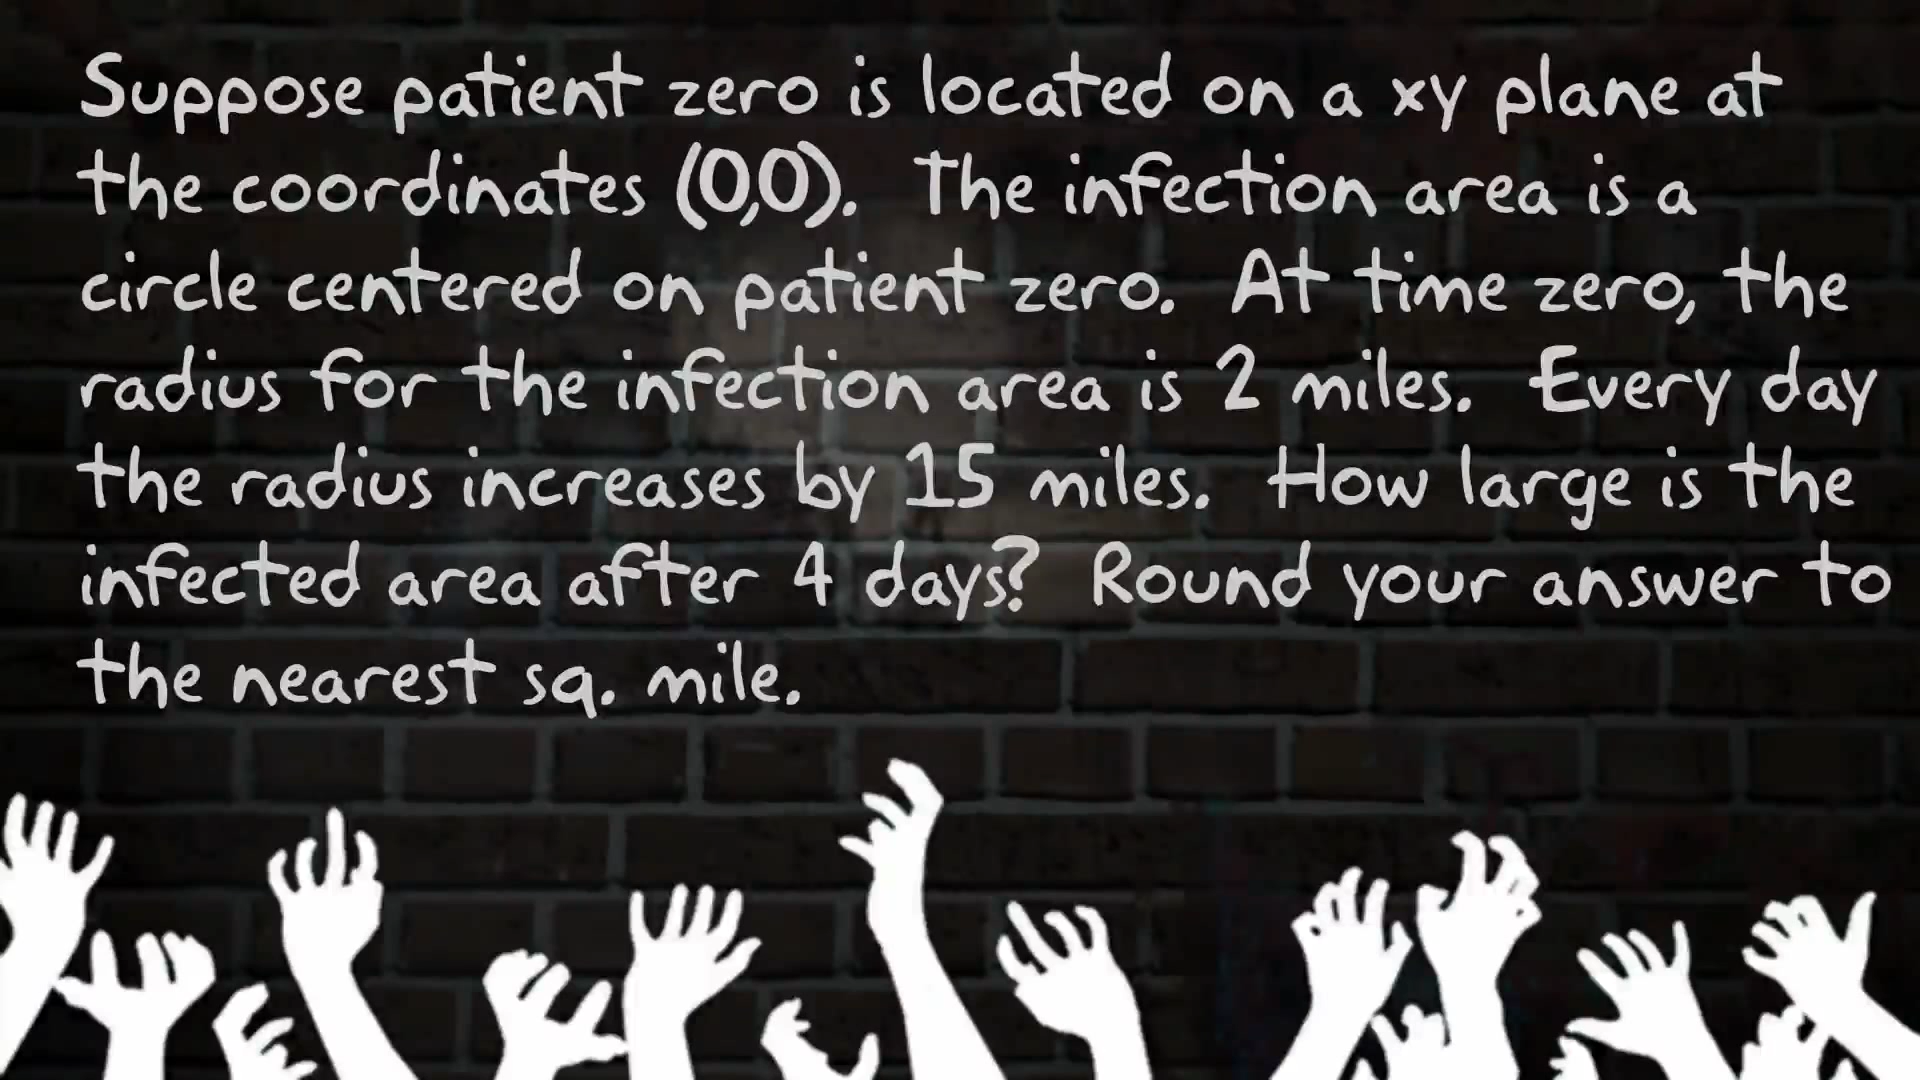 Suppose patient zero is located on a xy plane at
the coordinates (0,0). The infection area is a
circle centered on patient zero. At time zero, the
radius for the infection area is 2 miles. Every day
the radius increases by 15 miles. How large is the
infected area after 4 days? Round your answer to
the nearest sq. mile.